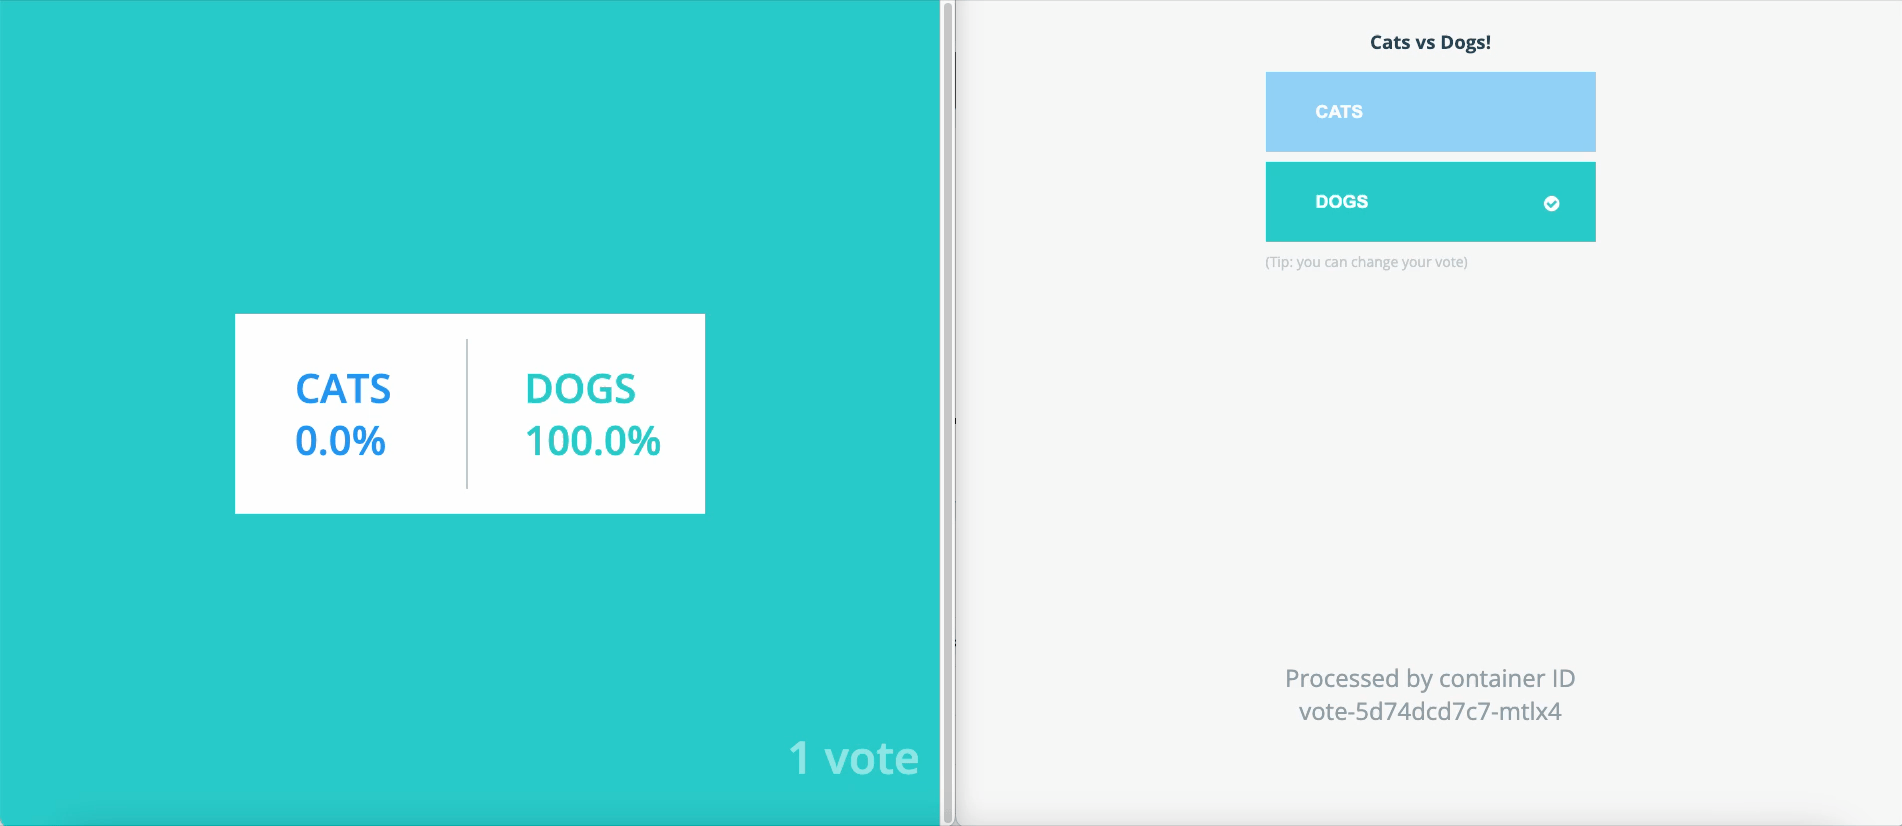 CATS
0.0%
DOGS
100.0%
1 vote
Cats vs Dogs!
CATS
DOGS
(Tip: you can change your vote)
Processed by container ID
vote-5d74dcd7c7-mtlx4